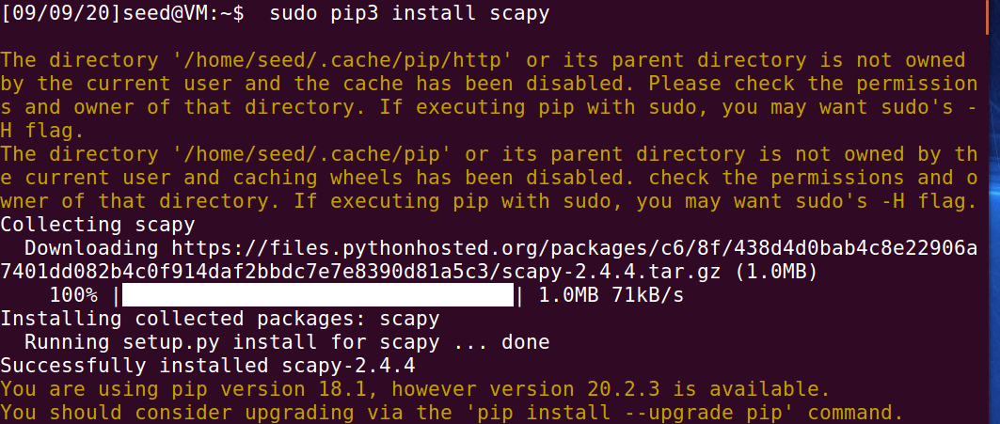 [09/09/20]seed@VM:~$  sudo pip3 install scapy
The directory '/home/seed/.cache/pip/http' or its parent directory is not owned
by the current user and the cache has been disabled. Please check the permission
s and owner of that directory. If executing pip with sudo, you may want sudo's -
H flag.
The directory '/home/seed/.cache/pip' or its parent directory is not owned by th
e current user and caching wheels has been disabled. check the permissions and o
wner of that directory. If executing pip with sudo, you may want sudo's -H flag.
Collecting scapy
  Downloading https://files.pythonhosted.org/packages/c6/8f/438d4d0bab4c8e22906a
7401dd082b4c0f914daf2bbdc7e7e8390d81a5c3/scapy-2.4.4.tar.gz (1.0MB)
    100% |████████████████████████████████| 1.0MB 71kB/s
Installing collected packages: scapy
  Running setup.py install for scapy ... done
Successfully installed scapy-2.4.4
You are using pip version 18.1, however version 20.2.3 is available.
You should consider upgrading via the 'pip install --upgrade pip' command.